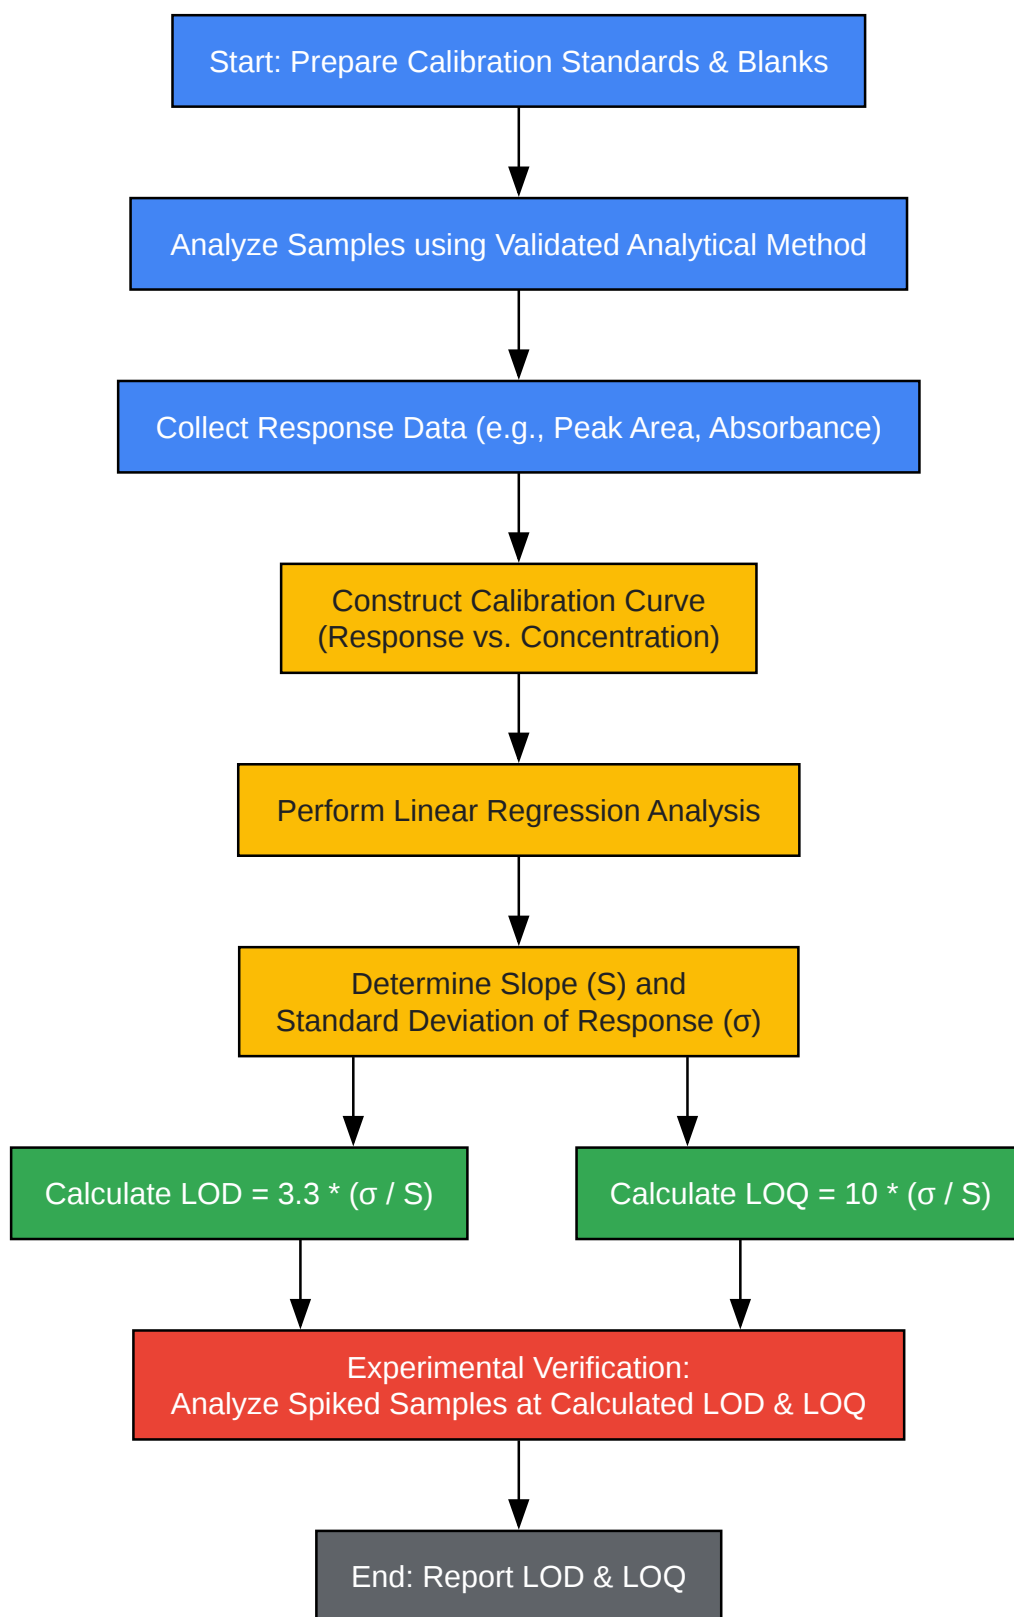 Start: Prepare Calibration Standards & Blanks
Analyze Samples using Validated Analytical Method
Collect Response Data (e.g., Peak Area, Absorbance)
Construct Calibration Curve
(Response vs. Concentration)
Perform Linear Regression Analysis
Determine Slope (S) and
Standard Deviation of Response (σ)
Calculate LOD = 3.3 * (σ / S)
Calculate LOQ = 10 * (σ / S)
Experimental Verification:
Analyze Spiked Samples at Calculated LOD & LOQ
End: Report LOD & LOQ